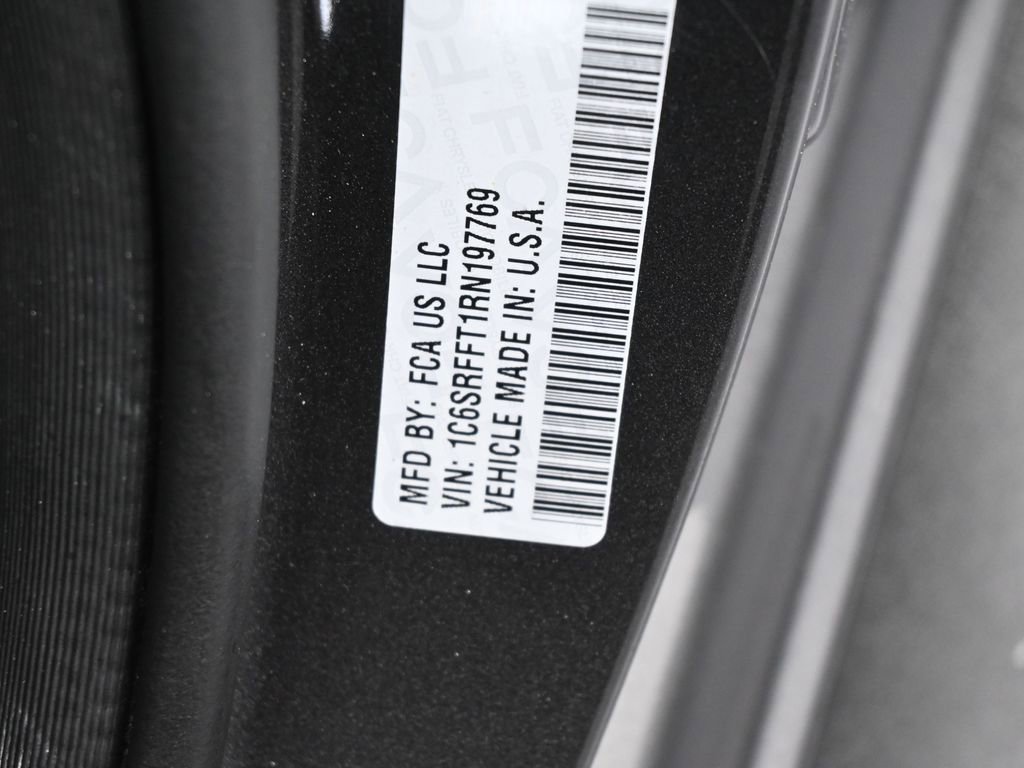 MFD BY: FCA US LLC
VIN: 1C6SRFFT1RN197769
VEHICLE MADE IN: U.S.A.